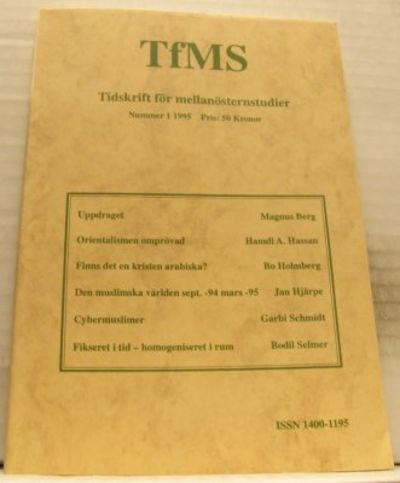 TfMS
Tidskrift för mellanösternstudier
Nummer 1 1995 Pris: 50 Kronor
Uppdraget Magnus Berg
Orientalismen omprövad Hamdi A. Hassan
Finns det en kristen arabiska? Bo Holmberg
Den muslimska världen sept. -94 mars -95 Jan Hjärpe
Cybermuslimer Garbi Schmidt
Fikseret i tid – homogeniseret i rum Bodil Selmer
ISSN 1400-1195